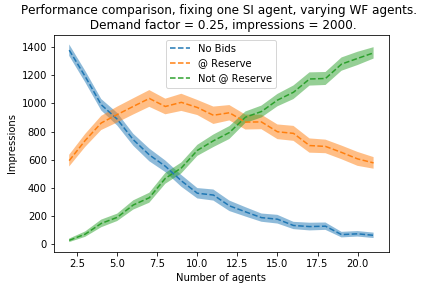 Performance comparison, fixing one SI agent, varying WF agents.
Demand factor = 0.25, impressions = 2000.
No Bids
@ Reserve
Not @ Reserve
Impressions
1400
1200
1000
800
600
400
200
0
2.5 5.0 7.5 10.0 12.5 15.0 17.5 20.0
Number of agents